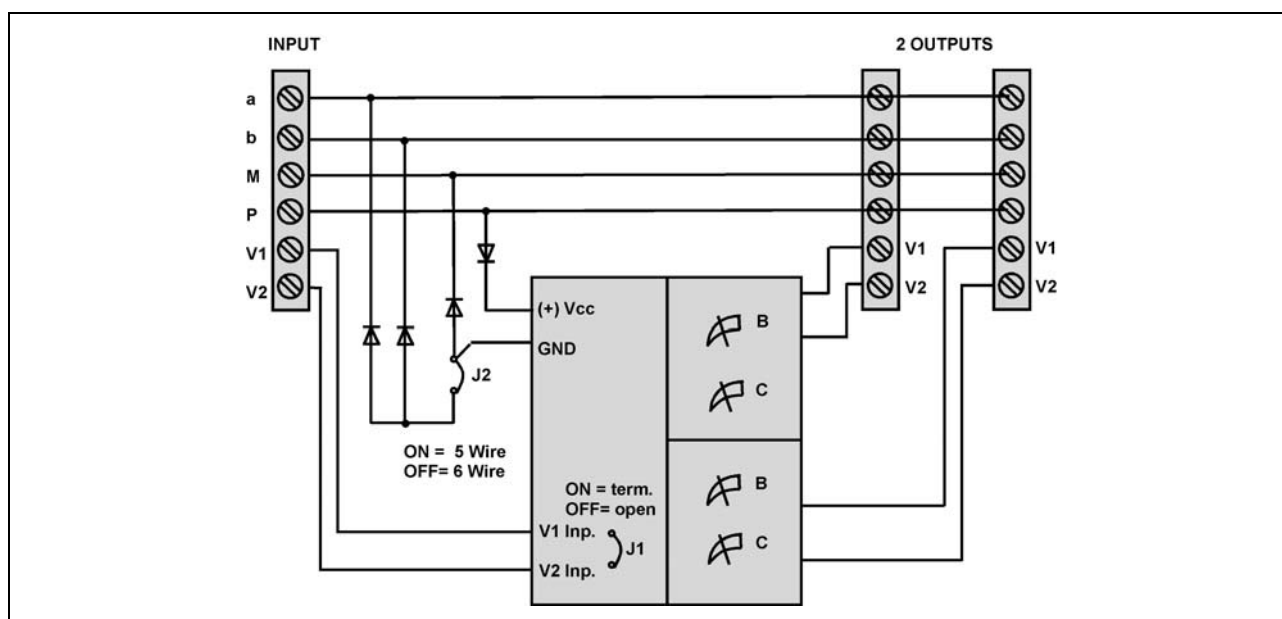 INPUT
2 OUTPUTS
a
b
M
P
V1
V2
V1
V2
V1
V2
(+) Vcc
GND
J2
ON = 5 Wire
OFF= 6 Wire
B
C
ON = term.
OFF= open
V1 Inp.
J1
V2 Inp.
B
C